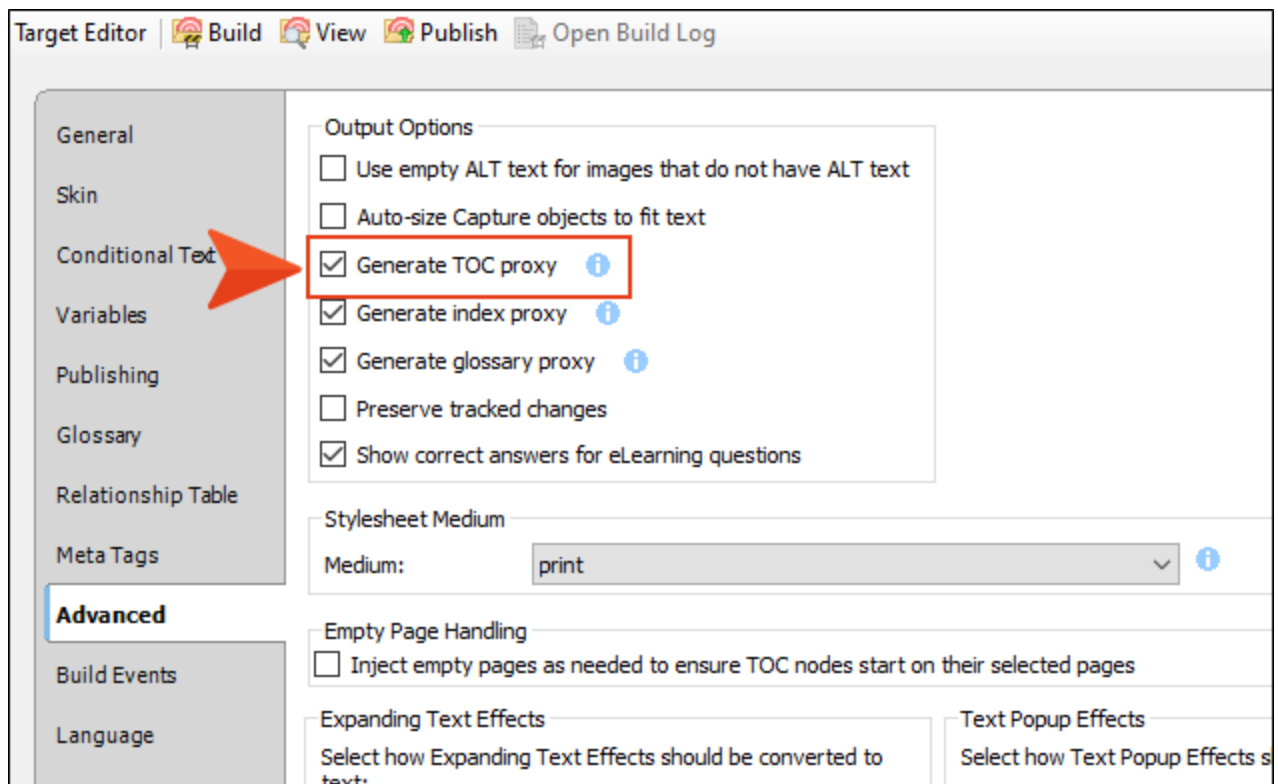 Target Editor Build View Publish Open Build Log
General
Skin
Conditional Text
Variables
Publishing
Glossary
Relationship Table
Meta Tags
Advanced
Build Events
Language
Output Options
Use empty ALT text for images that do not have ALT text
Auto-size Capture objects to fit text
Generate TOC proxy
Generate index proxy
Generate glossary proxy
Preserve tracked changes
Show correct answers for eLearning questions
Stylesheet Medium
Medium: print
Empty Page Handling
Inject empty pages as needed to ensure TOC nodes start on their selected pages
Expanding Text Effects
Select how Expanding Text Effects should be converted to
text:
Text Popup Effects
Select how Text Popup Effects s